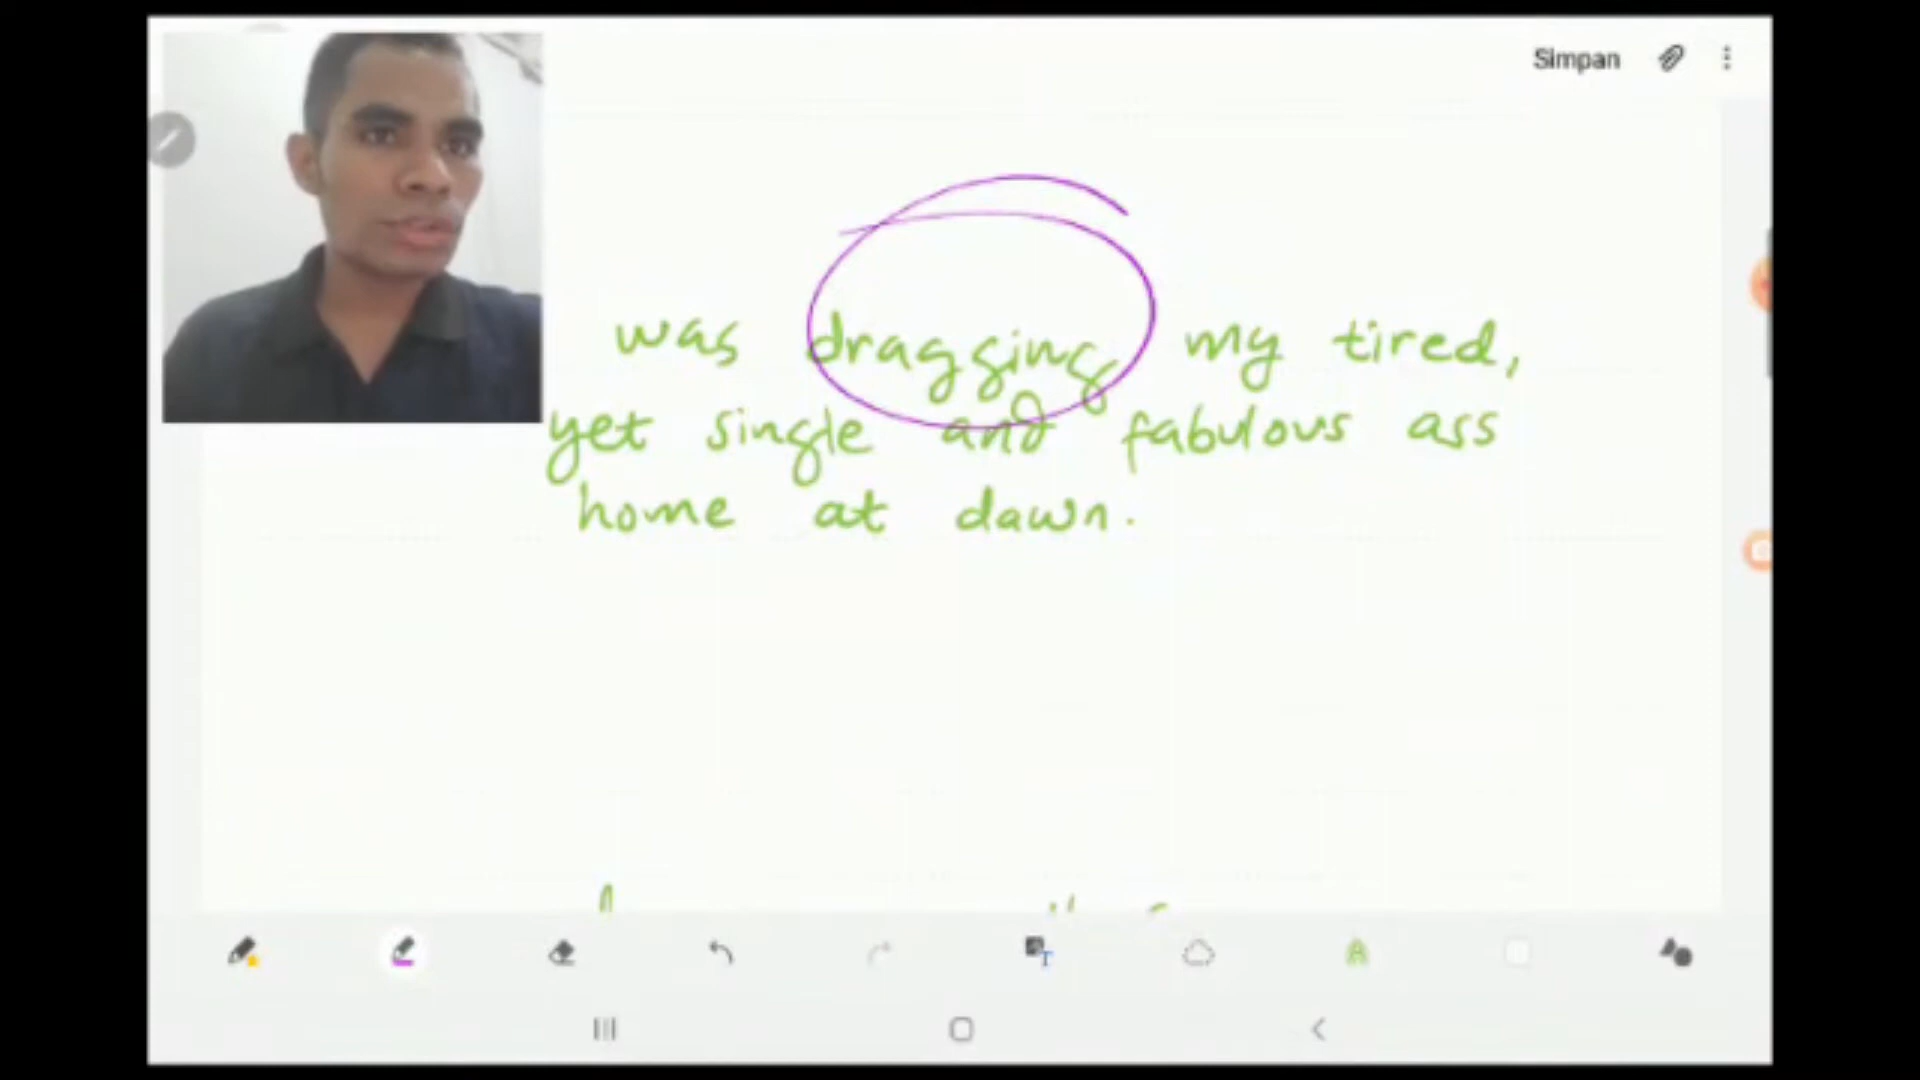 Simpan
was dragging my tired,
yet single and fabulous ass
home at dawn.